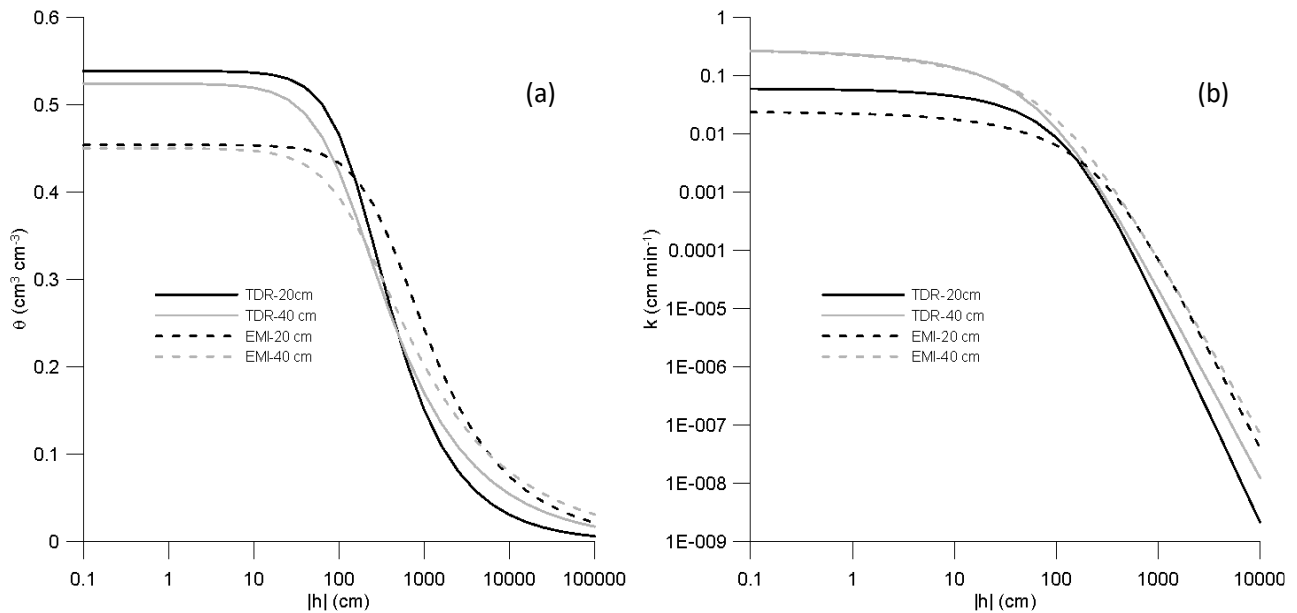 0.6
0.5
0.4
0.3
0.2
0.1
0
θ (cm³ cm⁻³)
(a)
TDR-20cm
TDR-40 cm
EMI-20 cm
EMI-40 cm
0.1 1 10 100 1000 10000 100000
|h| (cm)
1
0.1
0.01
0.001
0.0001
1E-005
1E-006
1E-007
1E-008
1E-009
k (cm min⁻¹)
(b)
TDR-20cm
TDR-40 cm
EMI-20 cm
EMI-40 cm
0.1 1 10 100 1000 10000
|h| (cm)